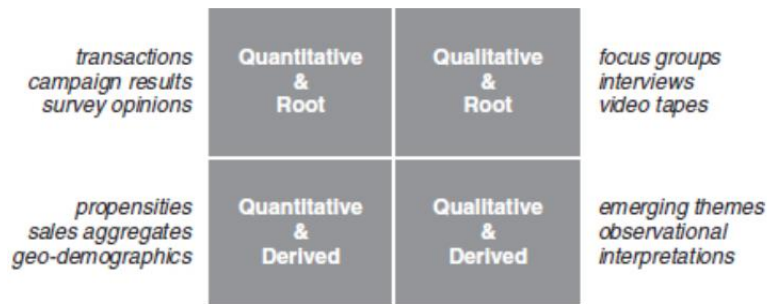 transactions
campaign results
survey opinions
Quantitative
&
Root
Qualitative
&
Root
focus groups
interviews
video tapes
propensities
sales aggregates
geo-demographics
Quantitative
&
Derived
Qualitative
&
Derived
emerging themes
observational
interpretations